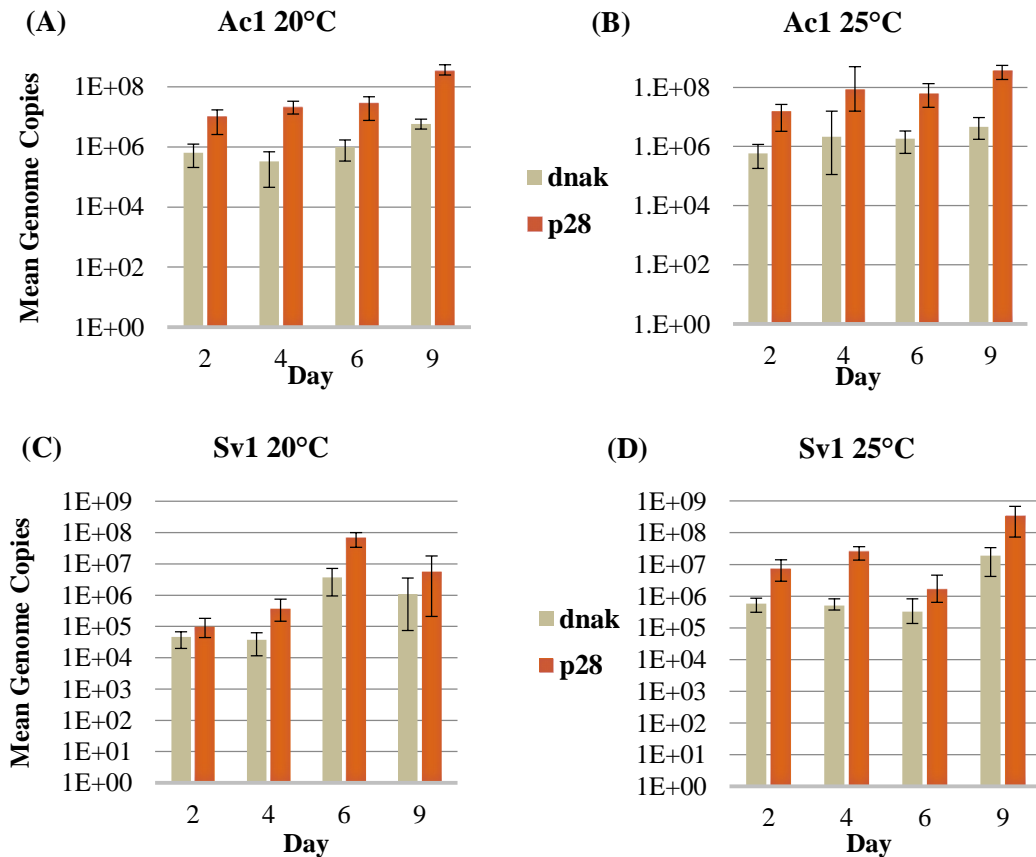 (A) Ac1 20°C
Mean Genome Copies
1E+08
1E+06
1E+04
1E+02
1E+00
2 4 6 9
Day
dnak
p28
(B) Ac1 25°C
1.E+08
1.E+06
1.E+04
1.E+02
1.E+00
2 4 6 9
Day
(C) Sv1 20°C
Mean Genome Copies
1E+09
1E+08
1E+07
1E+06
1E+05
1E+04
1E+03
1E+02
1E+01
1E+00
2 4 6 9
Day
dnak
p28
(D) Sv1 25°C
1E+09
1E+08
1E+07
1E+06
1E+05
1E+04
1E+03
1E+02
1E+01
1E+00
2 4 6 9
Day